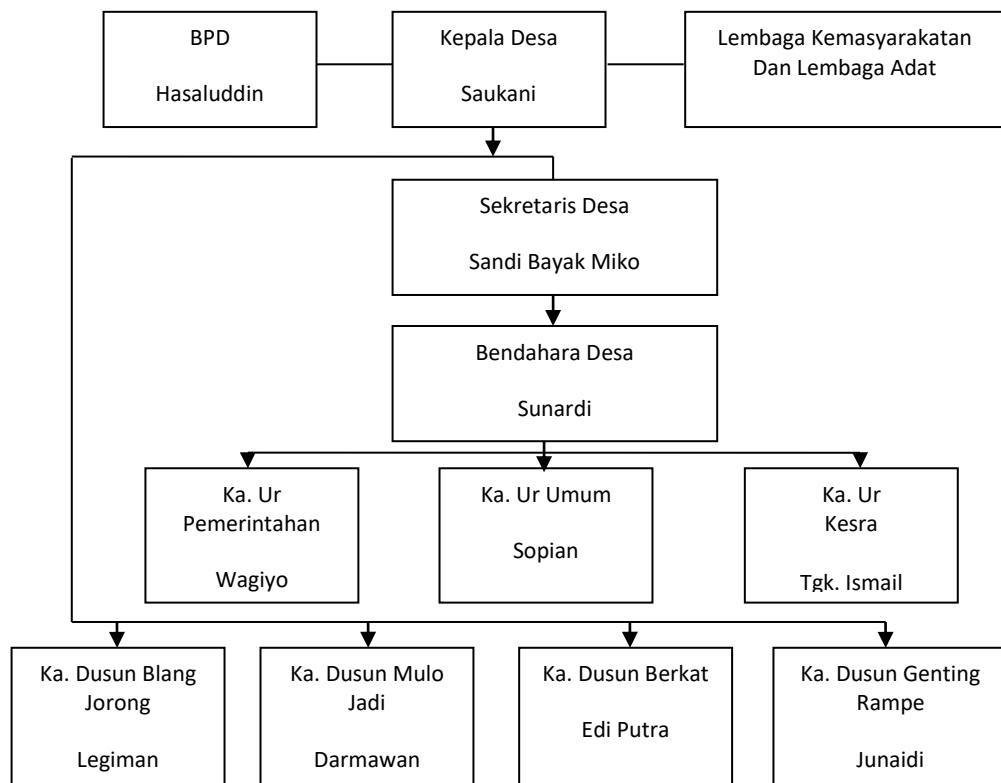 BPD
Hasaluddin
Kepala Desa
Saukani
Lembaga Kemasyarakatan
Dan Lembaga Adat
Sekretaris Desa
Sandi Bayak Miko
Bendahara Desa
Sunardi
Ka. Ur
Pemerintahan
Wagiyo
Ka. Ur Umum
Sopian
Ka. Ur
Kesra
Tgk. Ismail
Ka. Dusun Blang
Jorong
Legiman
Ka. Dusun Mulo
Jadi
Darmawan
Ka. Dusun Berkat
Edi Putra
Ka. Dusun Genting
Rampe
Junaidi